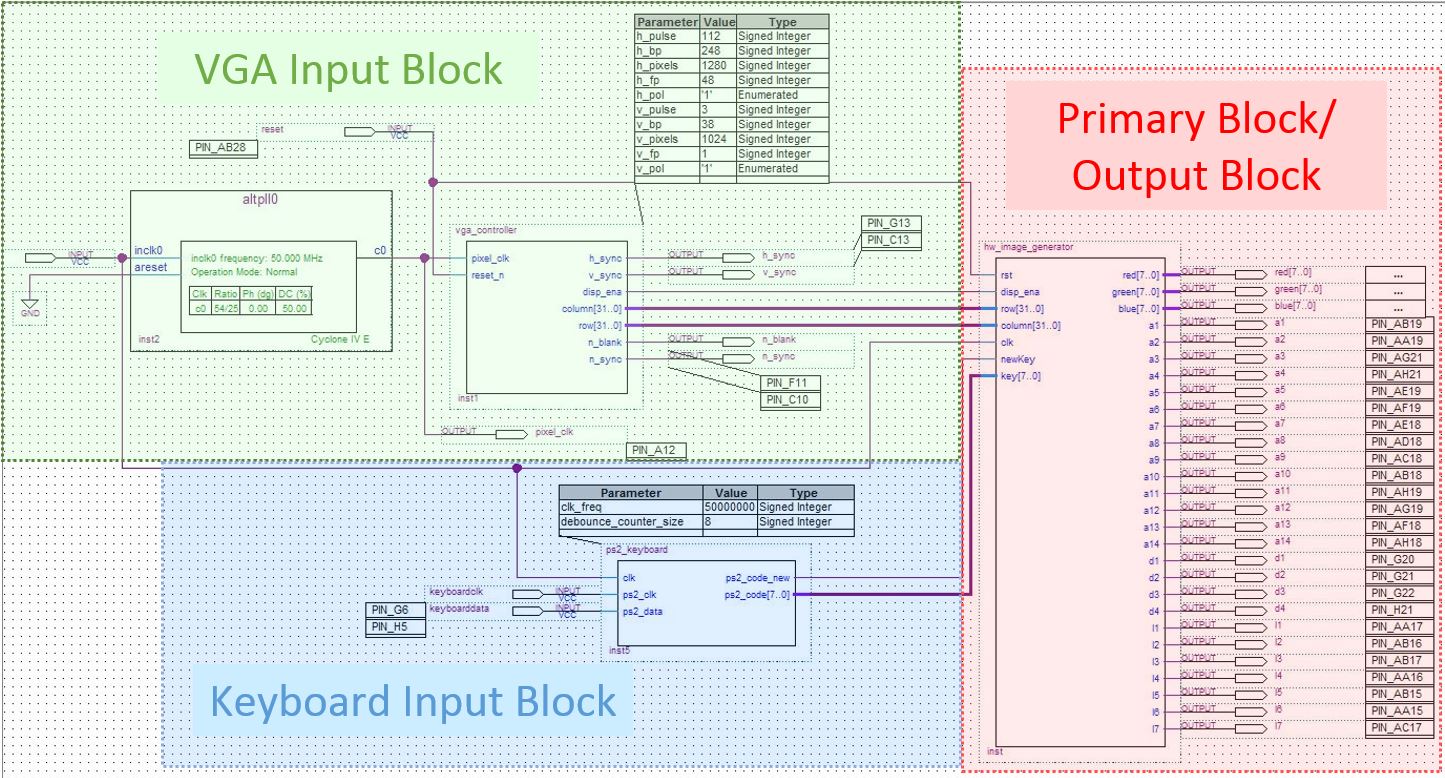 VGA Input Block
Parameter Value Type
h_pulse 112 Signed Integer
h_bp 248 Signed Integer
h_pixels 1280 Signed Integer
h_fp 48 Signed Integer
h_pol '1' Enumerated
v_pulse 3 Signed Integer
v_bp 38 Signed Integer
v_pixels 1024 Signed Integer
v_fp 1 Signed Integer
v_pol '1' Enumerated
reset INPUT
VCC
PIN_AB28
altpll0
INPUT
VCC
inclk0
areset
c0
inclk0 frequency: 50.000 MHz
Operation Mode: Normal
Clk Ratio Ph (dg) DC (%)
c0 54/25 0.00 50.00
inst2
Cyclone IV E
GND
vga_controller
pixel_clk
reset_n
h_sync
v_sync
disp_ena
column[31..0]
row[31..0]
n_blank
n_sync
inst1
OUTPUT h_sync
OUTPUT v_sync
PIN_G13
PIN_C13
OUTPUT n_blank
OUTPUT n_sync
PIN_F11
PIN_C10
OUTPUT pixel_clk
PIN_A12
Keyboard Input Block
Parameter Value Type
clk_freq 50000000 Signed Integer
debounce_counter_size 8 Signed Integer
ps2_keyboard
clk
ps2_clk
ps2_data
ps2_code_new
ps2_code[7..0]
inst5
keyboardclk INPUT
VCC
keyboarddata INPUT
VCC
PIN_G6
PIN_H5
Primary Block/
Output Block
hw_image_generator
rst
disp_ena
row[31..0]
column[31..0]
clk
newKey
key[7..0]
inst
red[7..0] OUTPUT red[7..0] ...
green[7..0] OUTPUT green[7..0] ...
blue[7..0] OUTPUT blue[7..0] ...
a1 OUTPUT a1 PIN_AB19
a2 OUTPUT a2 PIN_AA19
a3 OUTPUT a3 PIN_AG21
a4 OUTPUT a4 PIN_AH21
a5 OUTPUT a5 PIN_AE19
a6 OUTPUT a6 PIN_AF19
a7 OUTPUT a7 PIN_AE18
a8 OUTPUT a8 PIN_AD18
a9 OUTPUT a9 PIN_AC18
a10 OUTPUT a10 PIN_AB18
a11 OUTPUT a11 PIN_AH19
a12 OUTPUT a12 PIN_AG19
a13 OUTPUT a13 PIN_AF18
a14 OUTPUT a14 PIN_AH18
d1 OUTPUT d1 PIN_G20
d2 OUTPUT d2 PIN_G21
d3 OUTPUT d3 PIN_G22
d4 OUTPUT d4 PIN_H21
l1 OUTPUT l1 PIN_AA17
l2 OUTPUT l2 PIN_AB16
l3 OUTPUT l3 PIN_AB17
l4 OUTPUT l4 PIN_AA16
l5 OUTPUT l5 PIN_AB15
l6 OUTPUT l6 PIN_AA15
l7 OUTPUT l7 PIN_AC17